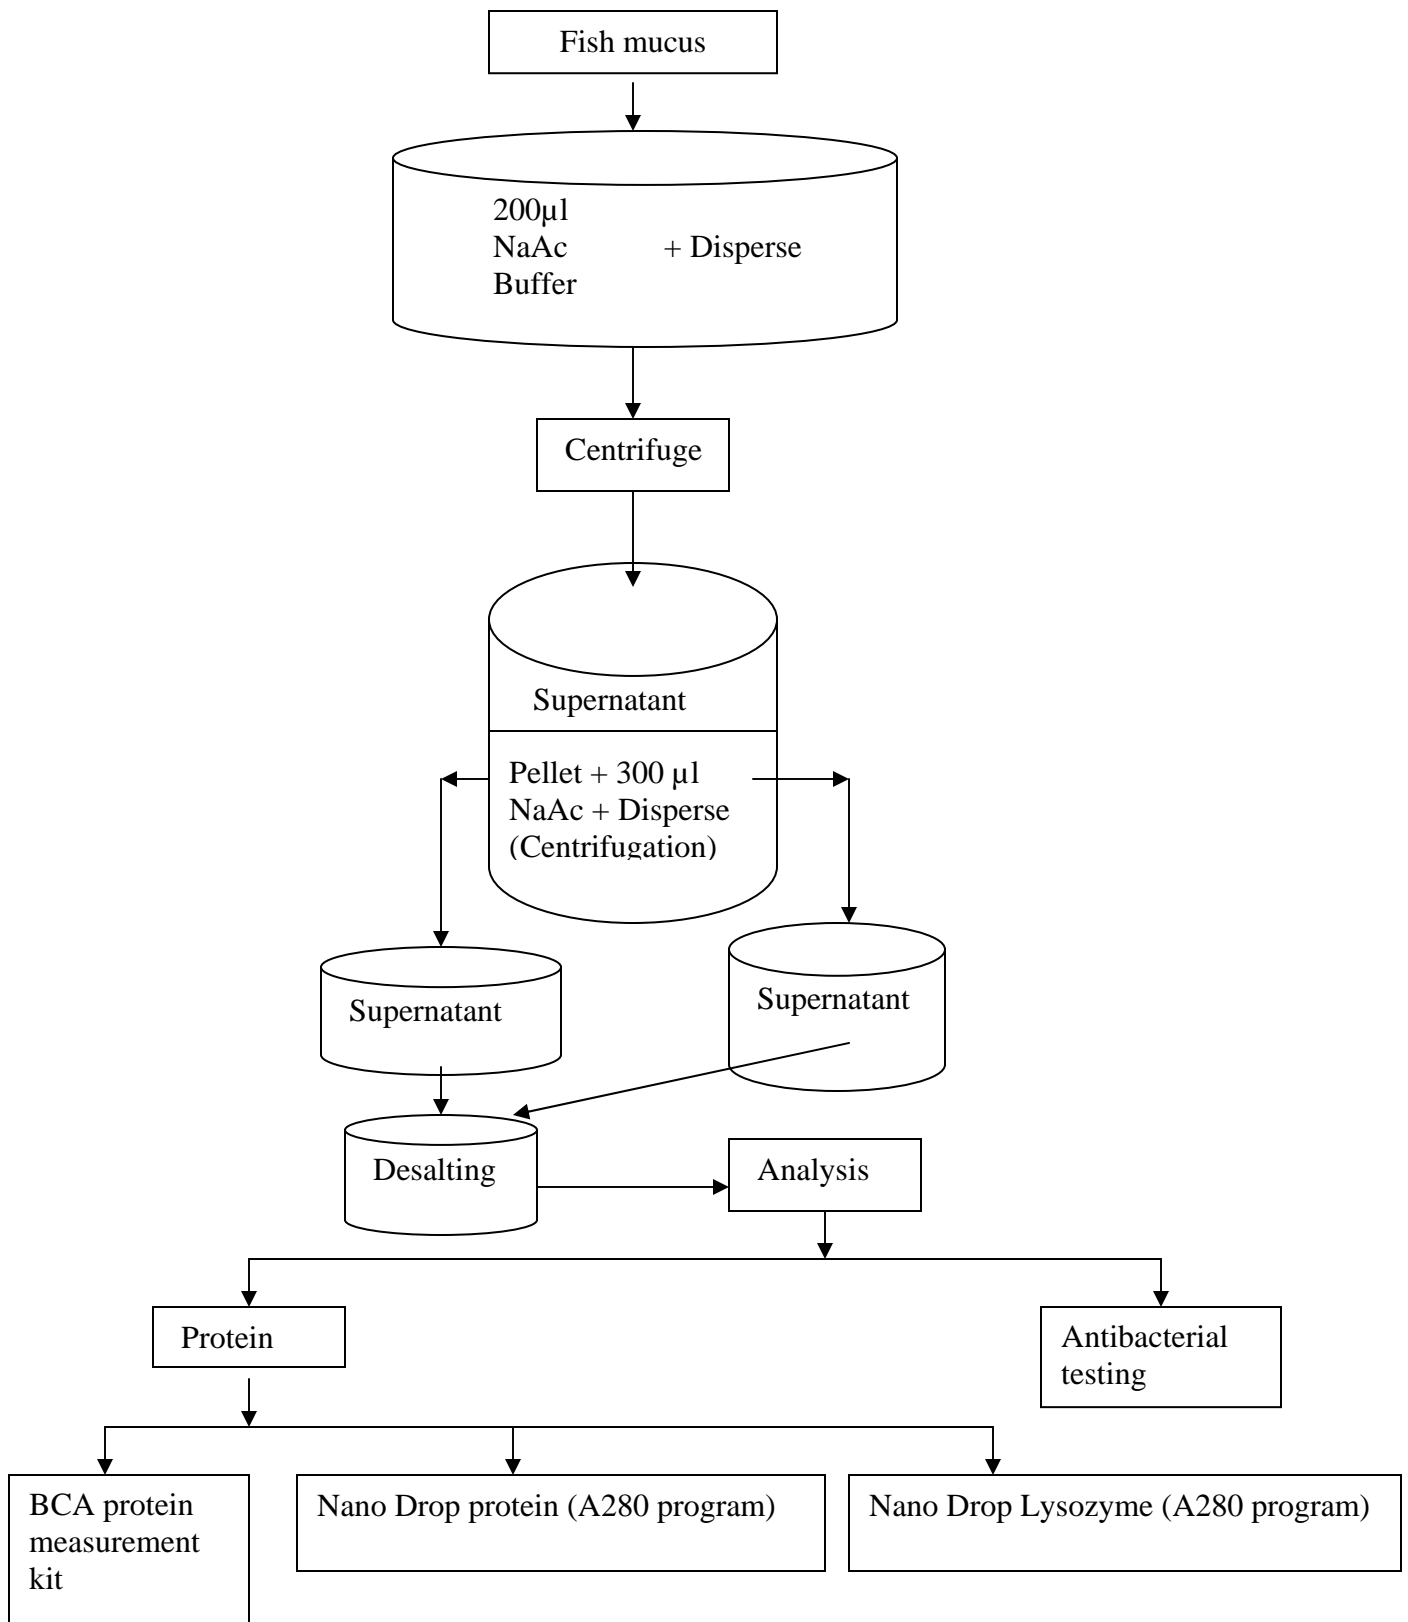 Fish mucus
200µl
NaAc + Disperse
Buffer
Centrifuge
Supernatant
Pellet + 300 µl
NaAc + Disperse
(Centrifugation)
Supernatant
Supernatant
Desalting
Analysis
Protein
Antibacterial
testing
BCA protein
measurement
kit
Nano Drop protein (A280 program)
Nano Drop Lysozyme (A280 program)